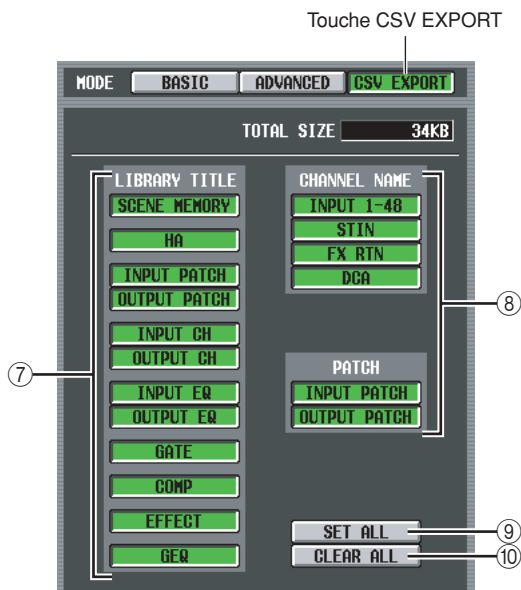 Touche CSV EXPORT
MODE BASIC ADVANCED CSV EXPORT
TOTAL SIZE 34KB
LIBRARY TITLE
SCENE MEMORY
HA
INPUT PATCH
OUTPUT PATCH
INPUT CH
OUTPUT CH
INPUT EQ
OUTPUT EQ
GATE
COMP
EFFECT
GEQ
⑦
CHANNEL NAME
INPUT 1-48
STIN
FX RTN
DCA
⑧
PATCH
INPUT PATCH
OUTPUT PATCH
SET ALL ⑨
CLEAR ALL ⑩